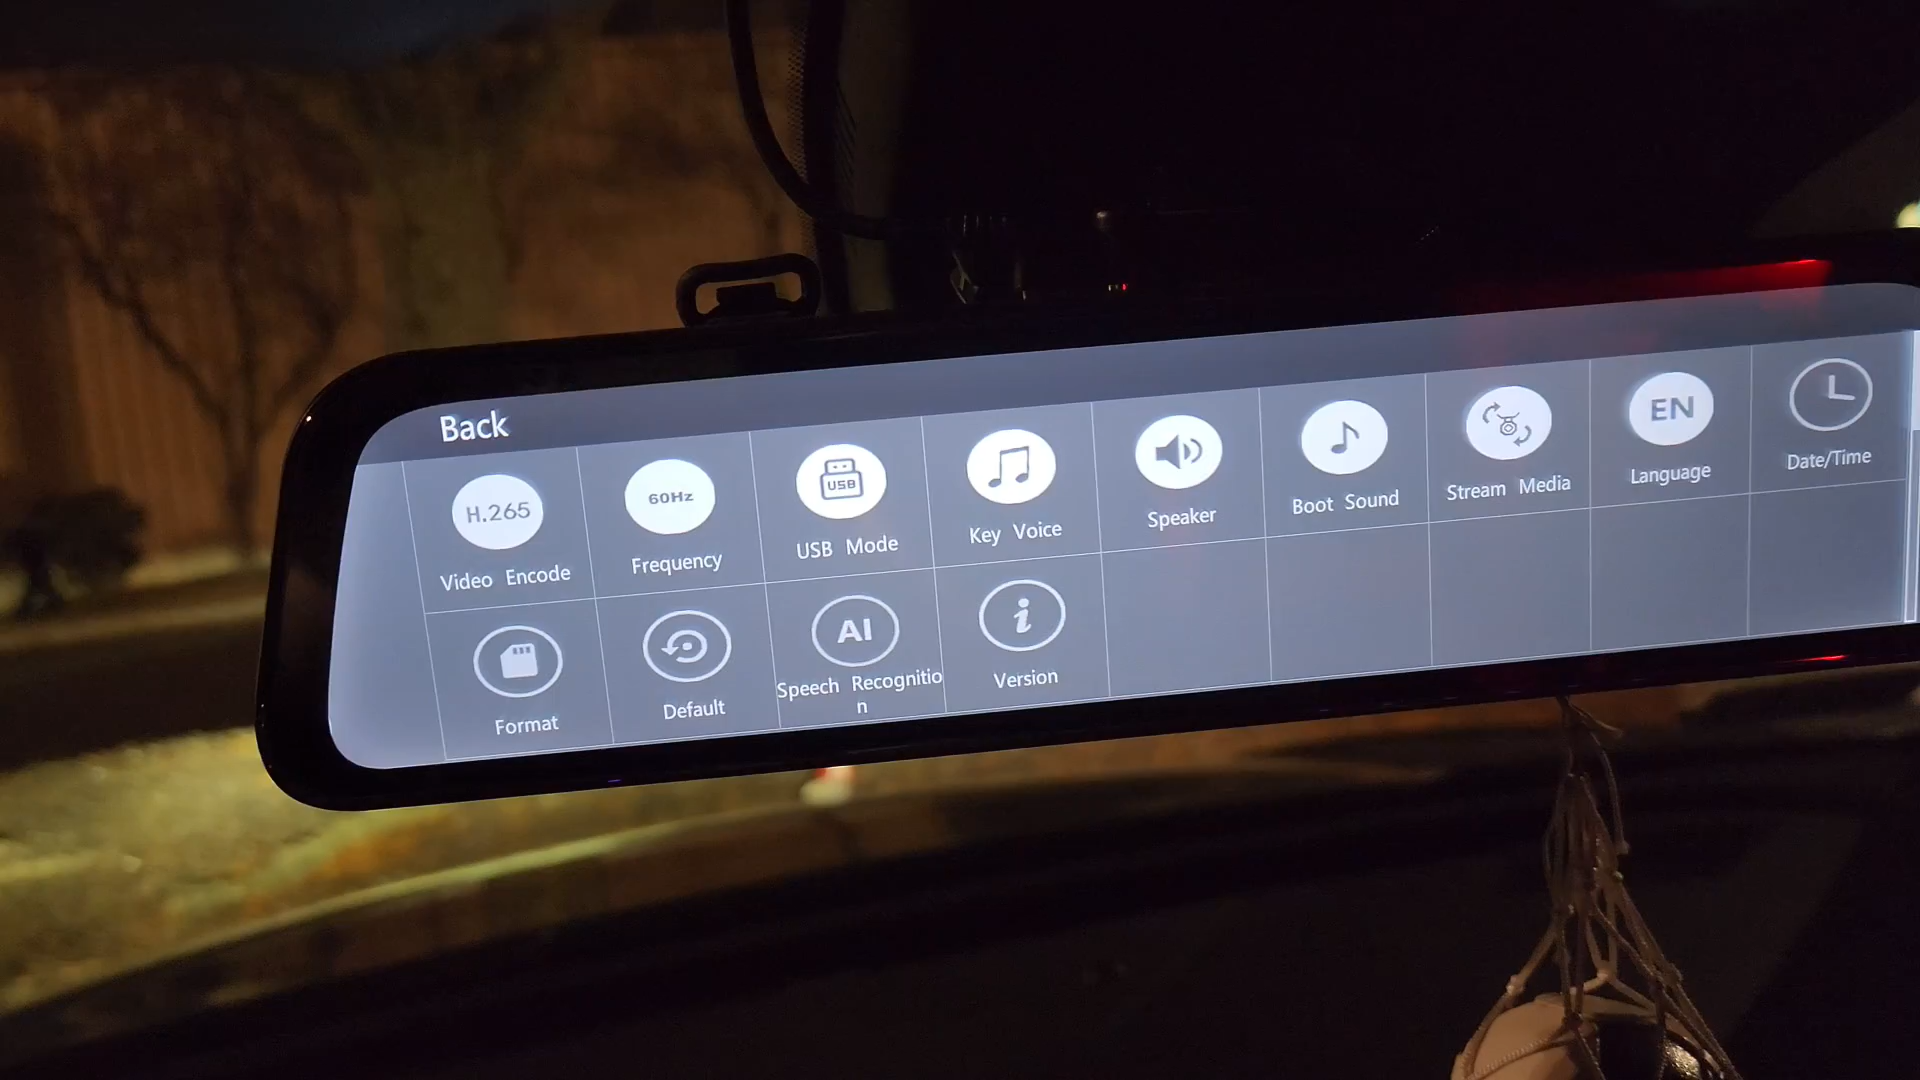 Back
H.265
60Hz
USB
EN
Video Encode
Frequency
USB Mode
Key Voice
Speaker
Boot Sound
Stream Media
Language
Date/Time
AI
i
Format
Default
Speech Recognitio
n
Version